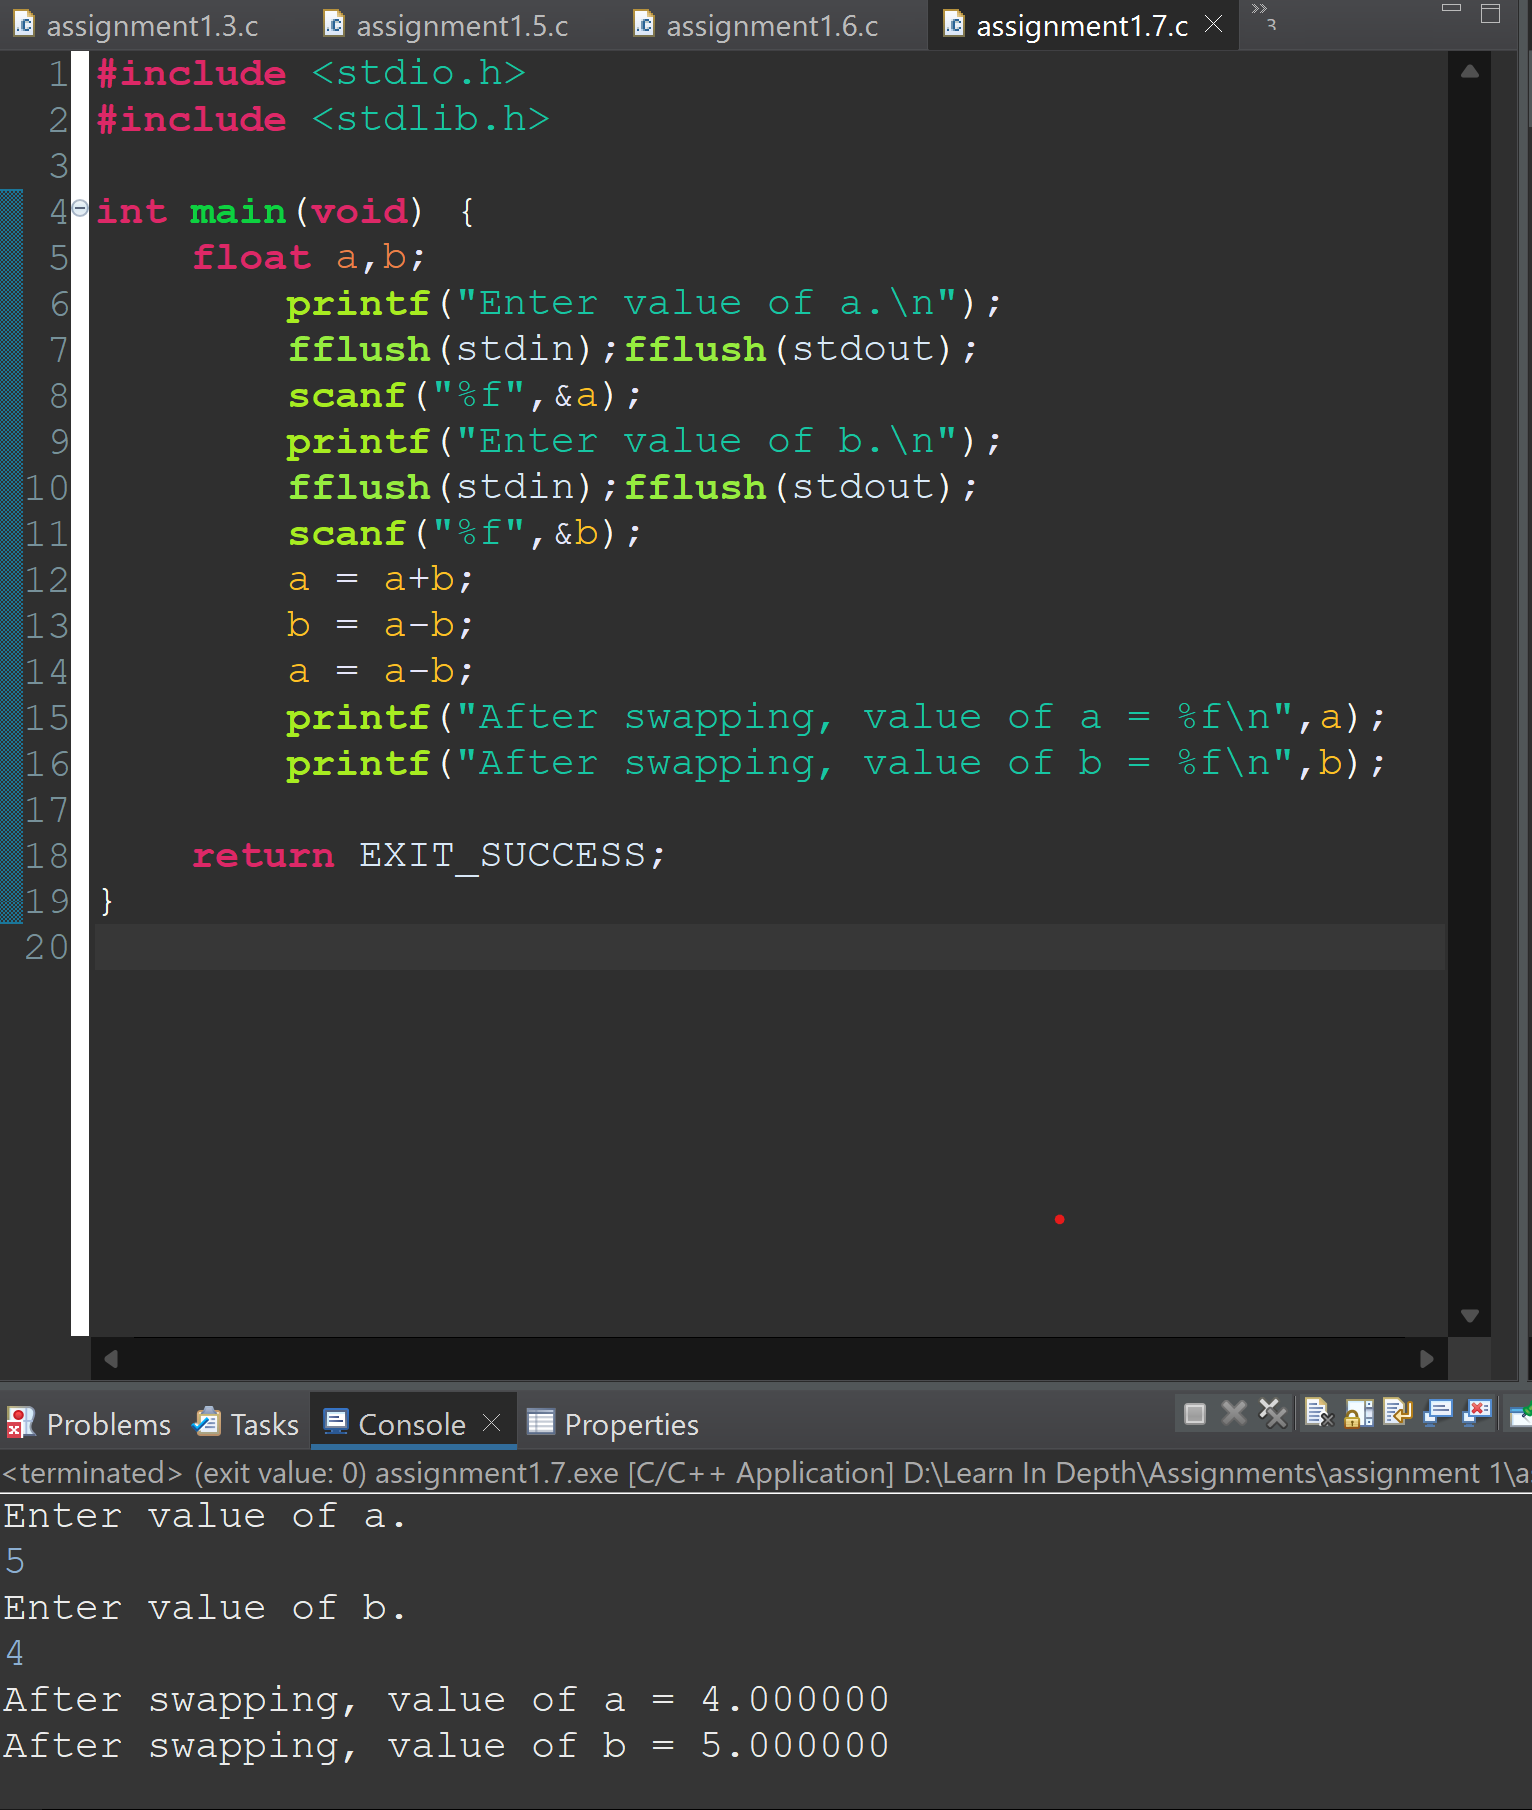 assignment1.3.c assignment1.5.c assignment1.6.c assignment1.7.c »3
1 #include <stdio.h>
2 #include <stdlib.h>
3
4 int main(void) {
5     float a,b;
6         printf("Enter value of a.\n");
7         fflush(stdin);fflush(stdout);
8         scanf("%f",&a);
9         printf("Enter value of b.\n");
10         fflush(stdin);fflush(stdout);
11         scanf("%f",&b);
12         a = a+b;
13         b = a-b;
14         a = a-b;
15         printf("After swapping, value of a = %f\n",a);
16         printf("After swapping, value of b = %f\n",b);
17
18     return EXIT_SUCCESS;
19 }
20
Problems Tasks Console Properties
<terminated> (exit value: 0) assignment1.7.exe [C/C++ Application] D:\Learn In Depth\Assignments\assignment 1\a
Enter value of a.
5
Enter value of b.
4
After swapping, value of a = 4.000000
After swapping, value of b = 5.000000